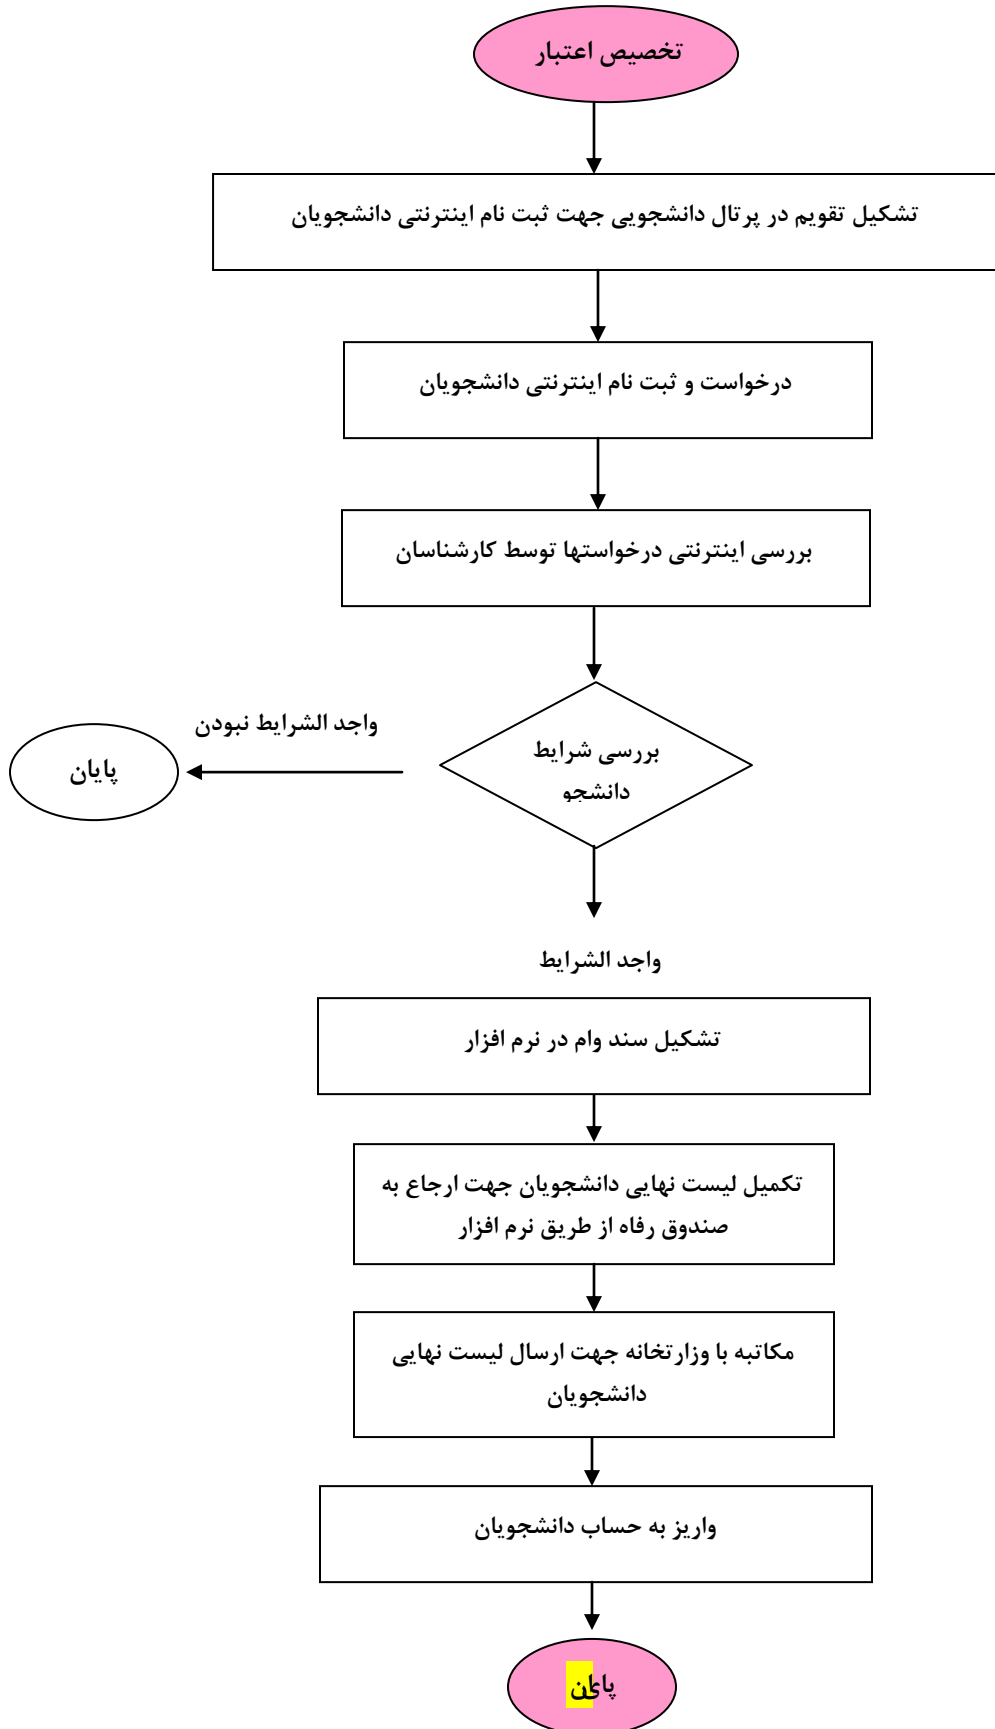 تخصیص اعتبار
تشکیل تقویم در پرتال دانشجویی جهت ثبت نام اینترنتی دانشجویان
درخواست و ثبت نام اینترنتی دانشجویان
بررسی اینترنتی درخواستها توسط کارشناسان
واجد الشرایط نبودن
پایان
بررسی شرایط
دانشجو
واجد الشرایط
تشکیل سند وام در نرم افزار
تکمیل لیست نهایی دانشجویان جهت ارجاع به
صندوق رفاه از طریق نرم افزار
مکاتبه با وزارتخانه جهت ارسال لیست نهایی
دانشجویان
واریز به حساب دانشجویان
پایان